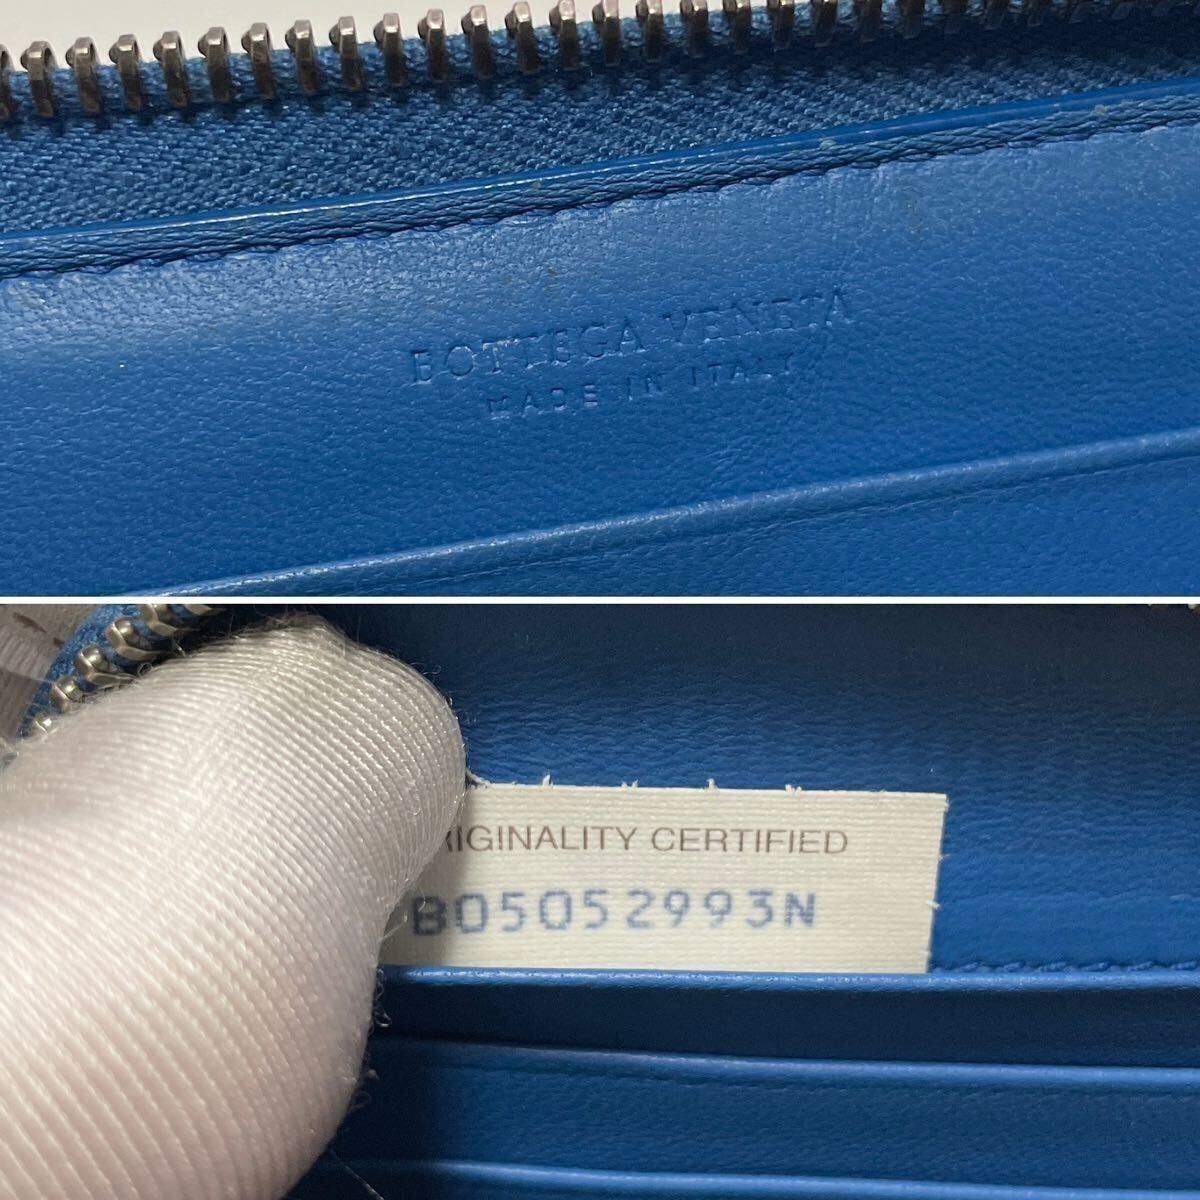 BOTTEGA VENETA
MADE IN ITALY
RIGINALITY CERTIFIED
B05052993N